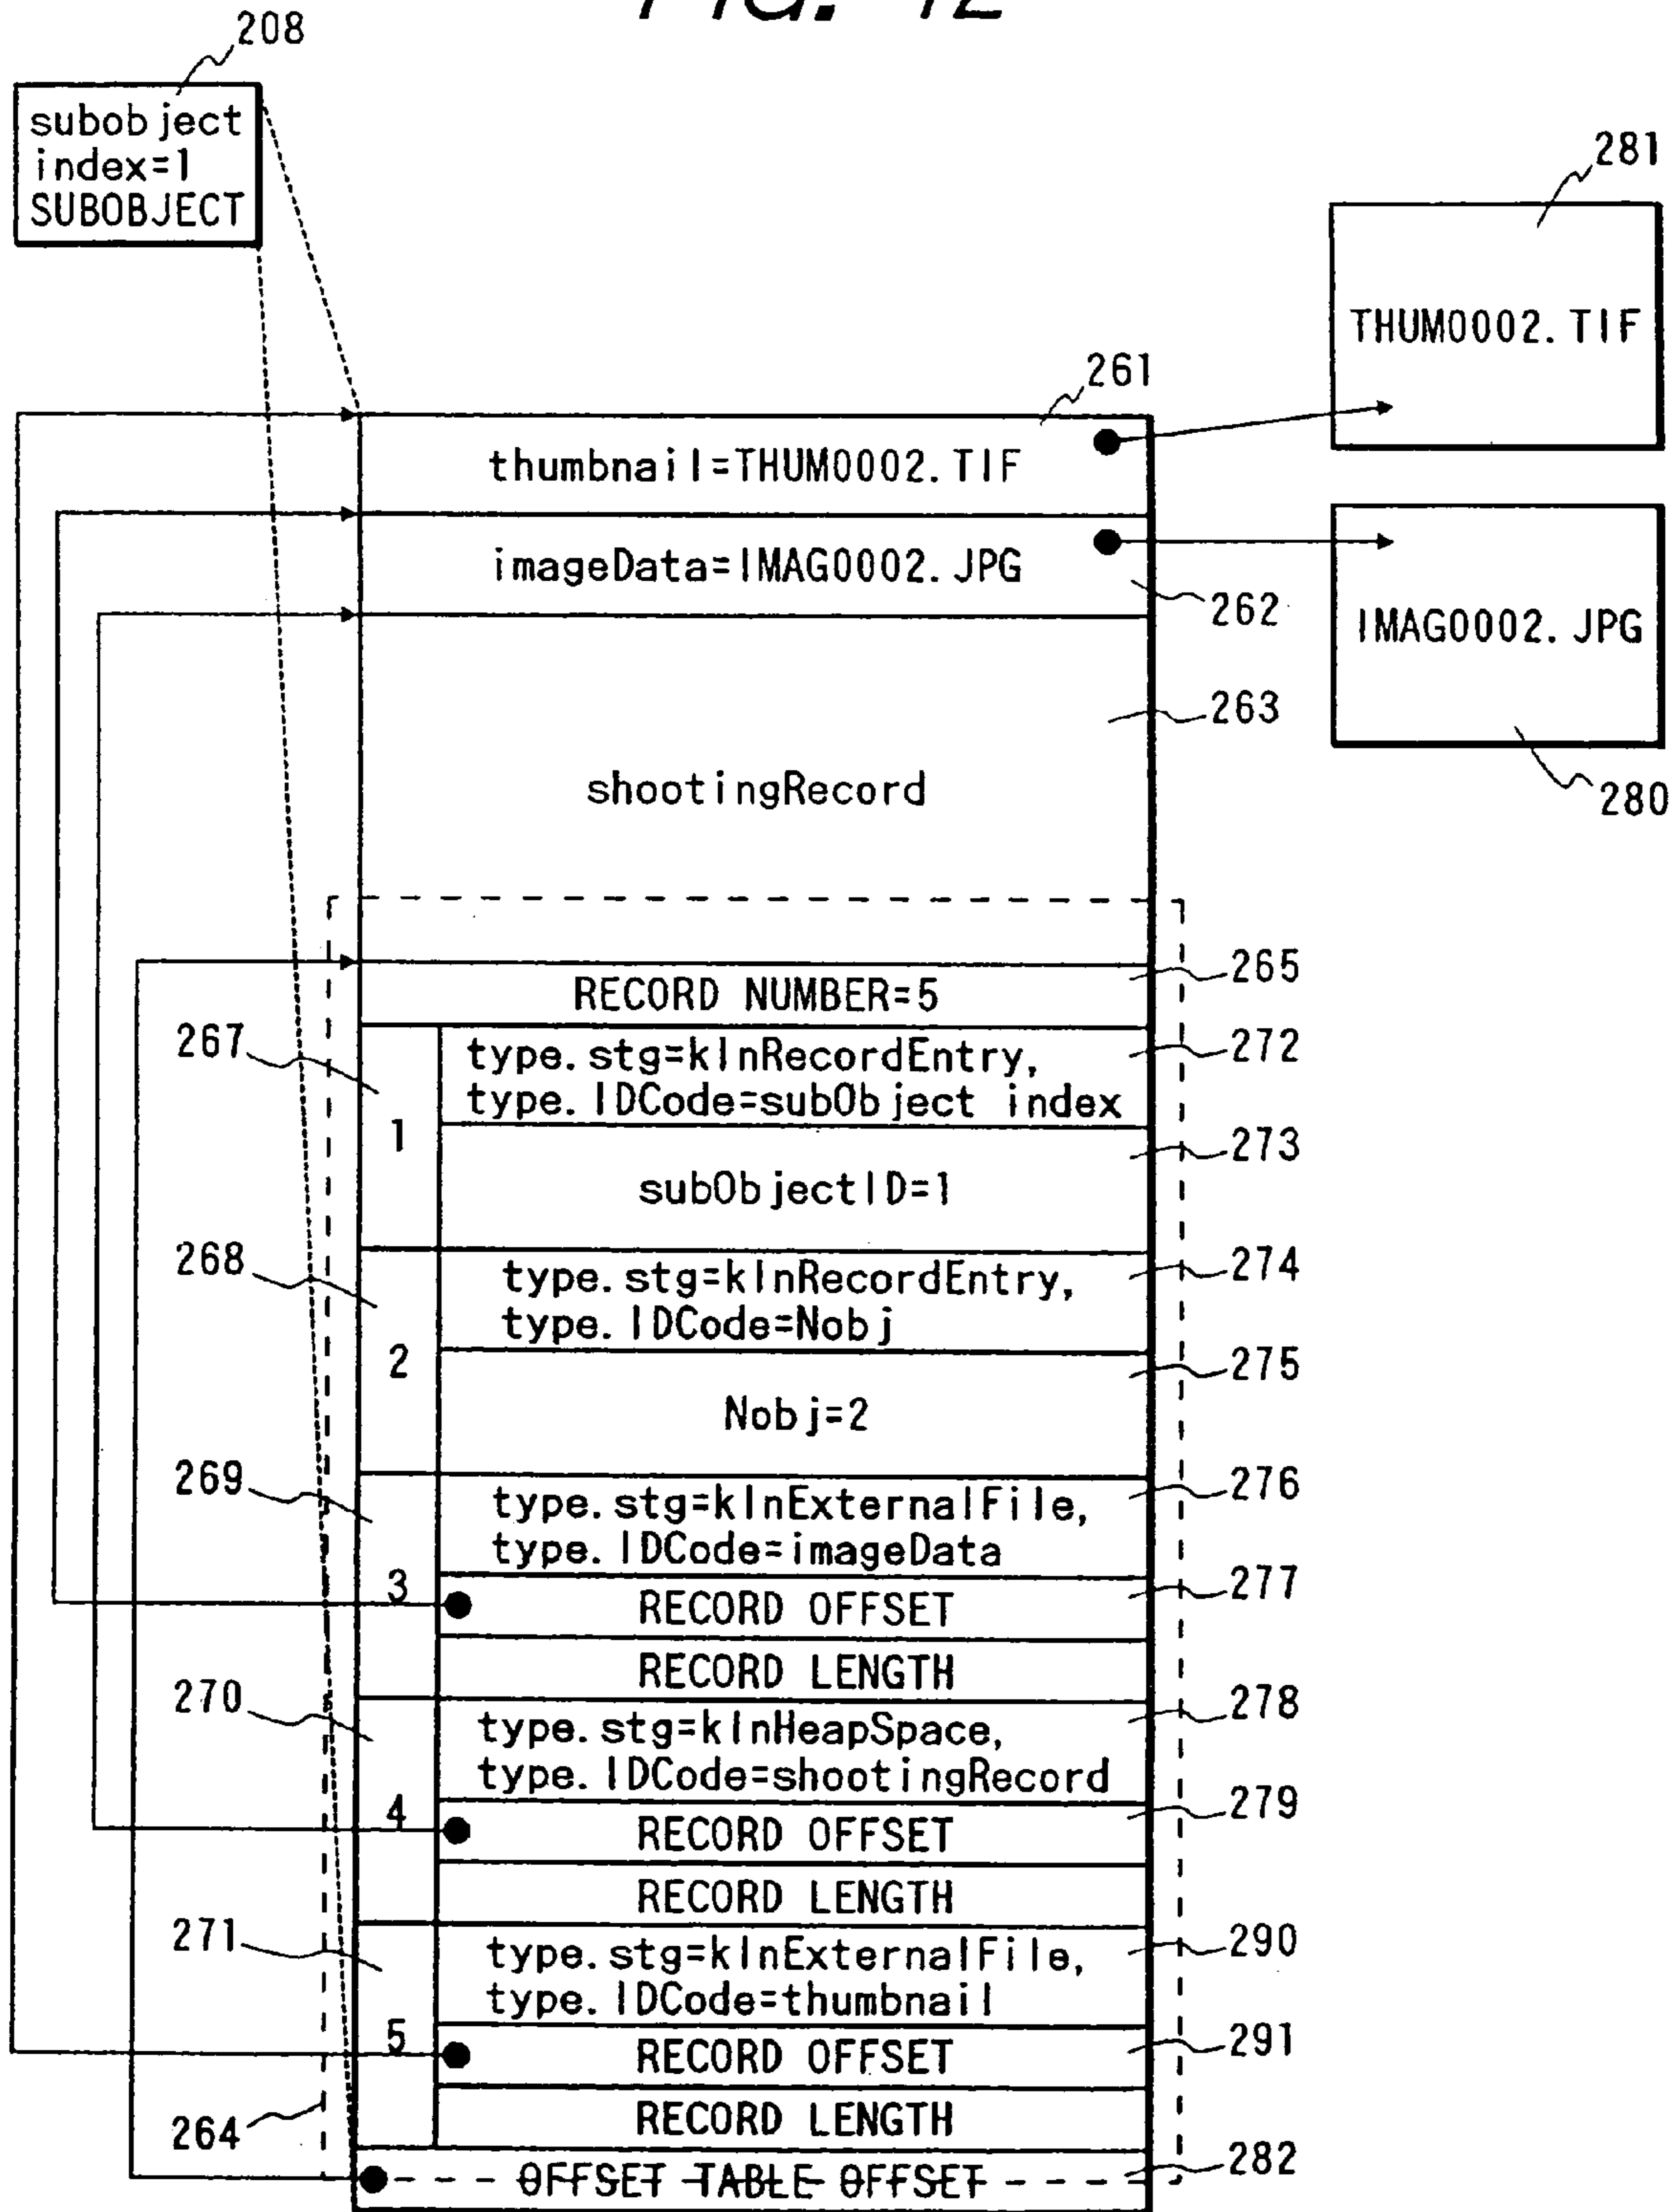 FIG. 12
208
subobject
index=1
SUBOBJECT
281
THUM0002.TIF
261
thumbnail=THUM0002.TIF
imageData=IMAG0002.JPG
262
IMAG0002.JPG
263
280
shootingRecord
265
RECORD NUMBER=5
267
1
type.stg=kInRecordEntry,
type.IDCode=subObject index
272
273
subObjectID=1
268
2
type.stg=kInRecordEntry,
type.IDCode=Nobj
274
275
Nobj=2
269
3
type.stg=kInExternalFile,
type.IDCode=imageData
276
277
RECORD OFFSET
RECORD LENGTH
270
4
type.stg=kInHeapSpace,
type.IDCode=shootingRecord
278
279
RECORD OFFSET
RECORD LENGTH
271
5
type.stg=kInExternalFile,
type.IDCode=thumbnail
290
RECORD OFFSET
291
RECORD LENGTH
264
OFFSET TABLE OFFSET
282